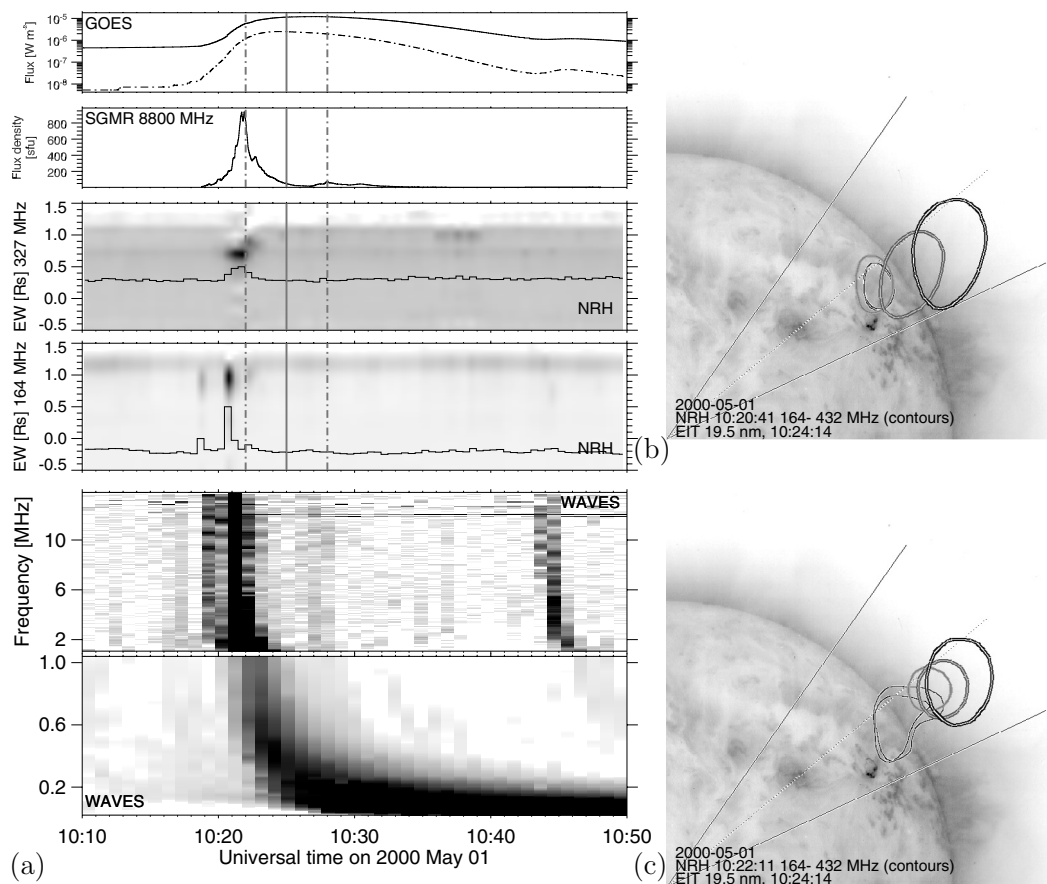 GOES
Flux [W m⁻²]
10⁻⁵
10⁻⁶
10⁻⁷
10⁻⁸
SGMR 8800 MHz
Flux density
[sfu]
800
600
400
200
EW [Rs] 327 MHz
1.5
1.0
0.5
0.0
-0.5
NRH
EW [Rs] 164 MHz
1.5
1.0
0.5
0.0
-0.5
NRH
Frequency [MHz]
WAVES
10
6
2
1.0
0.6
0.2
WAVES
10:10 10:20 10:30 10:40 10:50
Universal time on 2000 May 01
(a)
2000-05-01
NRH 10:20:41 164- 432 MHz (contours)
EIT 19.5 nm, 10:24:14
(b)
2000-05-01
NRH 10:22:11 164- 432 MHz (contours)
EIT 19.5 nm, 10:24:14
(c)